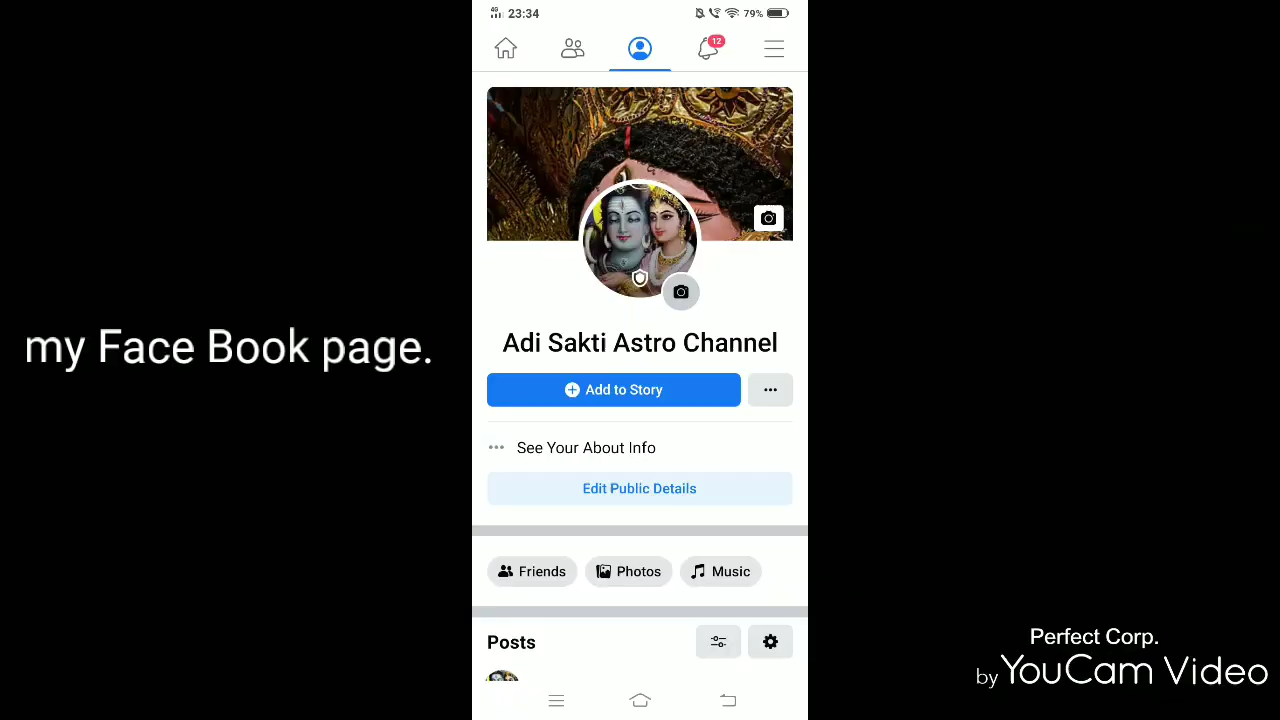 4G 23:34 79%
12
Adi Sakti Astro Channel
my Face Book page.
Add to Story
See Your About Info
Edit Public Details
Friends Photos Music
Posts
Perfect Corp.
by YouCam Video